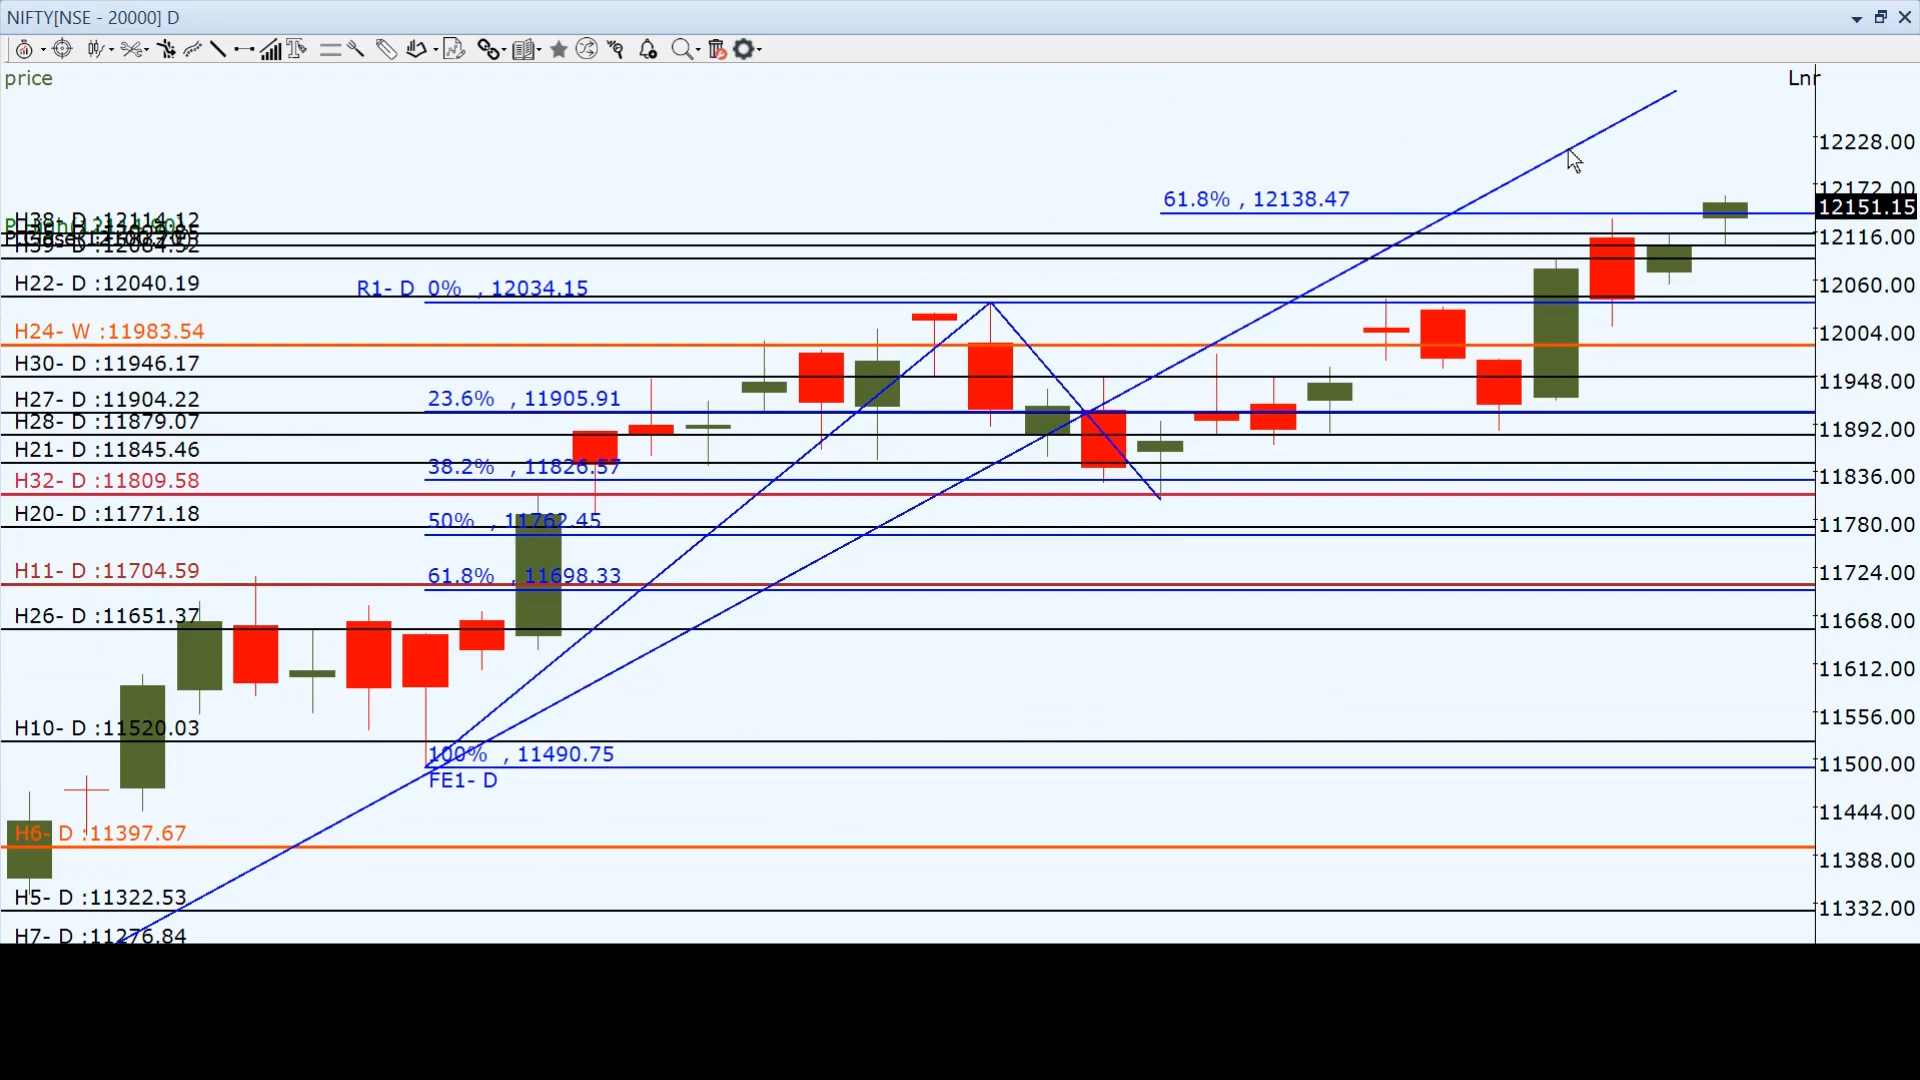 NIFTY[NSE - 20000] D
price
Lnr
12228.00
61.8% , 12138.47
12172.00
12151.15
H38- D :12114.12
12116.00
H39- D :12084.52
H22- D :12040.19
R1- D 0% , 12034.15
12060.00
H24- W :11983.54
12004.00
H30- D :11946.17
11948.00
H27- D :11904.22
23.6% , 11905.91
H28- D :11879.07
11892.00
H21- D :11845.46
38.2% , 11826.57
H32- D :11809.58
11836.00
H20- D :11771.18
50% , 11762.45
11780.00
H11- D :11704.59
61.8% , 11698.33
11724.00
H26- D :11651.37
11668.00
11612.00
H10- D :11520.03
11556.00
100% , 11490.75
FE1- D
11500.00
H6- D :11397.67
11444.00
11388.00
H5- D :11322.53
11332.00
H7- D :11276.84